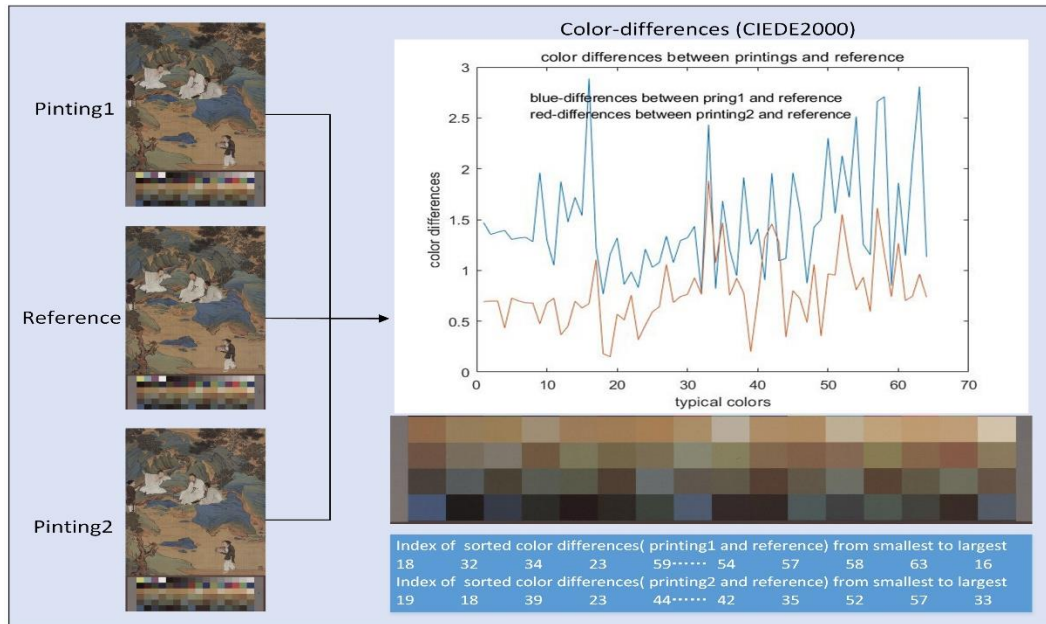 Color-differences (CIEDE2000)
Pinting1
Reference
Pinting2
color differences between printings and reference
blue-differences between pring1 and reference
red-differences between printing2 and reference
color differences
3
2.5
2
1.5
1
0.5
0
0 10 20 30 40 50 60 70
typical colors
Index of sorted color differences( printing1 and reference) from smallest to largest
18 32 34 23 59...... 54 57 58 63 16
Index of sorted color differences( printing2 and reference) from smallest to largest
19 18 39 23 44...... 42 35 52 57 33